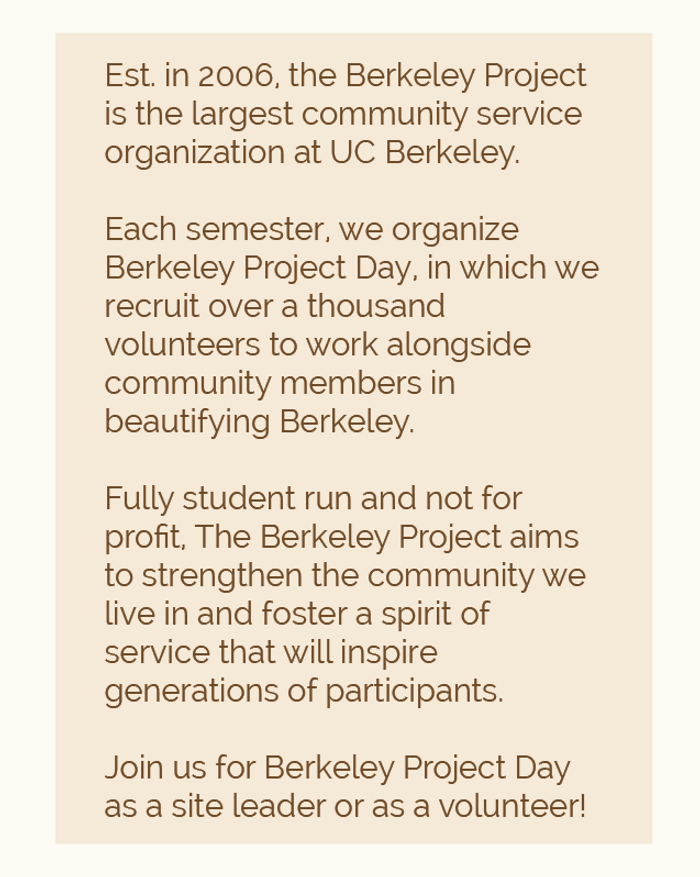 Est. in 2006, the Berkeley Project
is the largest community service
organization at UC Berkeley.
Each semester, we organize
Berkeley Project Day, in which we
recruit over a thousand
volunteers to work alongside
community members in
beautifying Berkeley.
Fully student run and not for
profit, The Berkeley Project aims
to strengthen the community we
live in and foster a spirit of
service that will inspire
generations of participants.
Join us for Berkeley Project Day
as a site leader or as a volunteer!